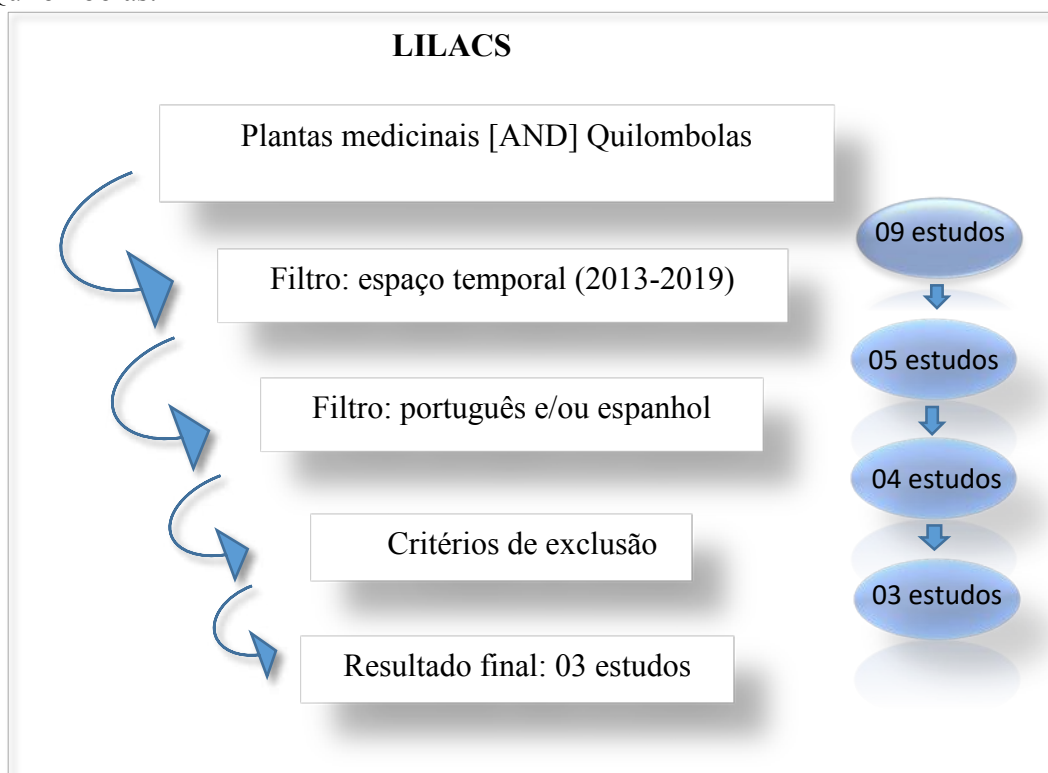 LILACS
Plantas medicinais [AND] Quilombolas
09 estudos
Filtro: espaço temporal (2013-2019)
05 estudos
Filtro: português e/ou espanhol
04 estudos
Critérios de exclusão
03 estudos
Resultado final: 03 estudos